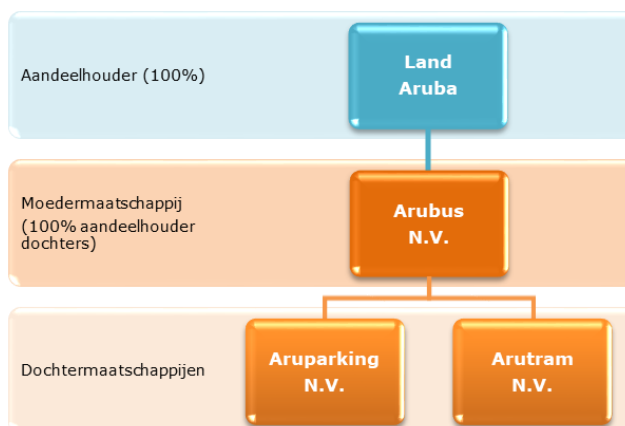 Aandeelhouder (100%)
Land
Aruba
Moedermaatschappij
(100% aandeelhouder
dochters)
Arubus
N.V.
Dochtermaatschappijen
Aruparking
N.V.
Arutram
N.V.